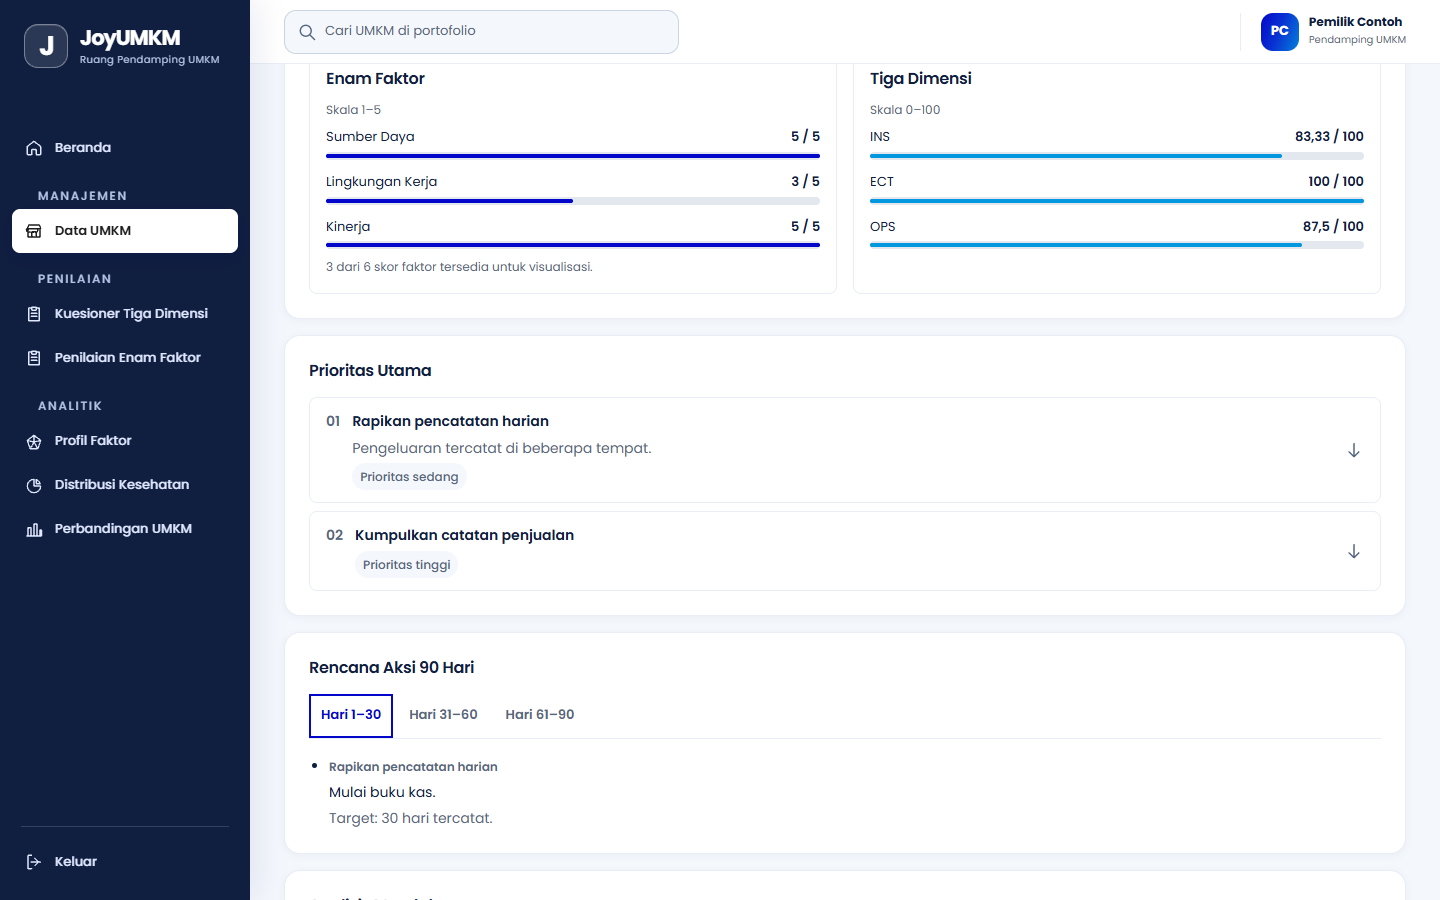 J
JoyUMKM
Ruang Pendamping UMKM
Beranda
MANAJEMEN
Data UMKM
PENILAIAN
Kuesioner Tiga Dimensi
Penilaian Enam Faktor
ANALITIK
Profil Faktor
Distribusi Kesehatan
Perbandingan UMKM
Keluar
Cari UMKM di portofolio
PC
Pemilik Contoh
Pendamping UMKM
Enam Faktor
Skala 1–5
Sumber Daya 5 / 5
Lingkungan Kerja 3 / 5
Kinerja 5 / 5
3 dari 6 skor faktor tersedia untuk visualisasi.
Tiga Dimensi
Skala 0–100
INS 83,33 / 100
ECT 100 / 100
OPS 87,5 / 100
Prioritas Utama
01 Rapikan pencatatan harian
Pengeluaran tercatat di beberapa tempat.
Prioritas sedang
02 Kumpulkan catatan penjualan
Prioritas tinggi
Rencana Aksi 90 Hari
Hari 1–30 Hari 31–60 Hari 61–90
Rapikan pencatatan harian
Mulai buku kas.
Target: 30 hari tercatat.